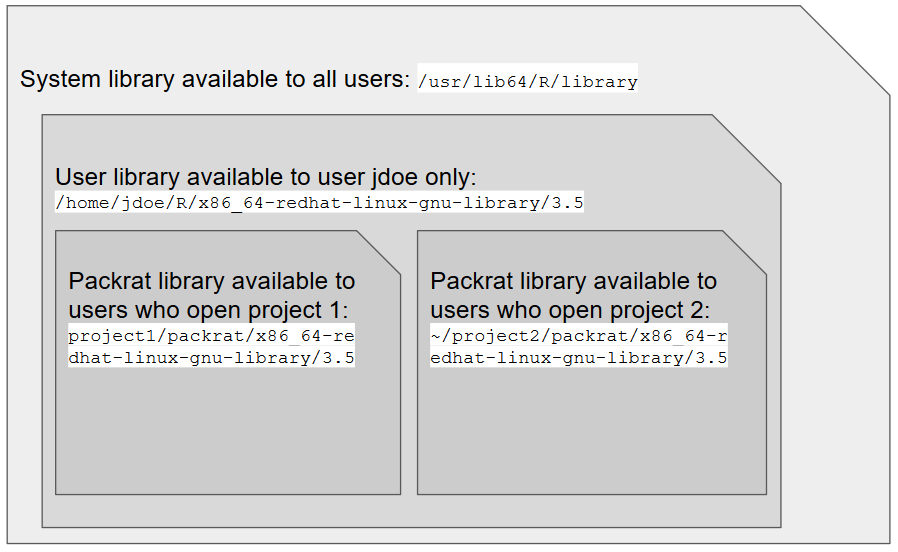 System library available to all users: /usr/lib64/R/library
User library available to user jdoe only:
/home/jdoe/R/x86_64-redhat-linux-gnu-library/3.5
Packrat library available to
users who open project 1:
project1/packrat/x86_64-re
dhat-linux-gnu-library/3.5
Packrat library available to
users who open project 2:
~/project2/packrat/x86_64-r
edhat-linux-gnu-library/3.5